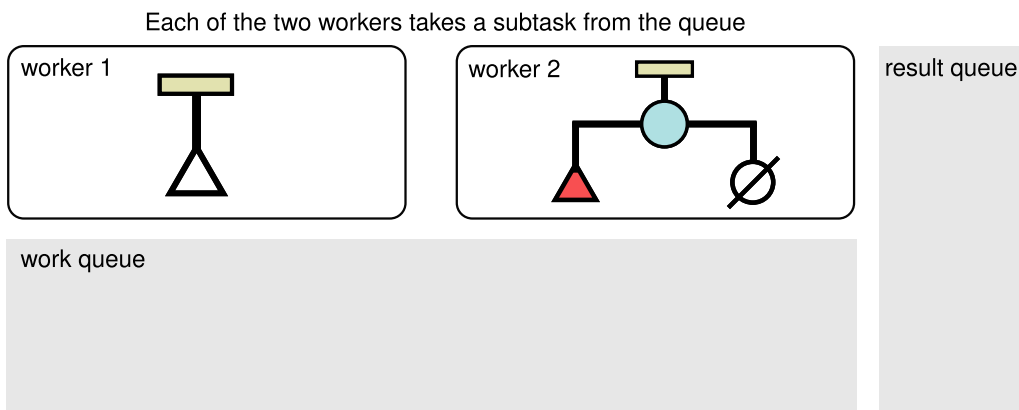 Each of the two workers takes a subtask from the queue
worker 1
worker 2
result queue
work queue